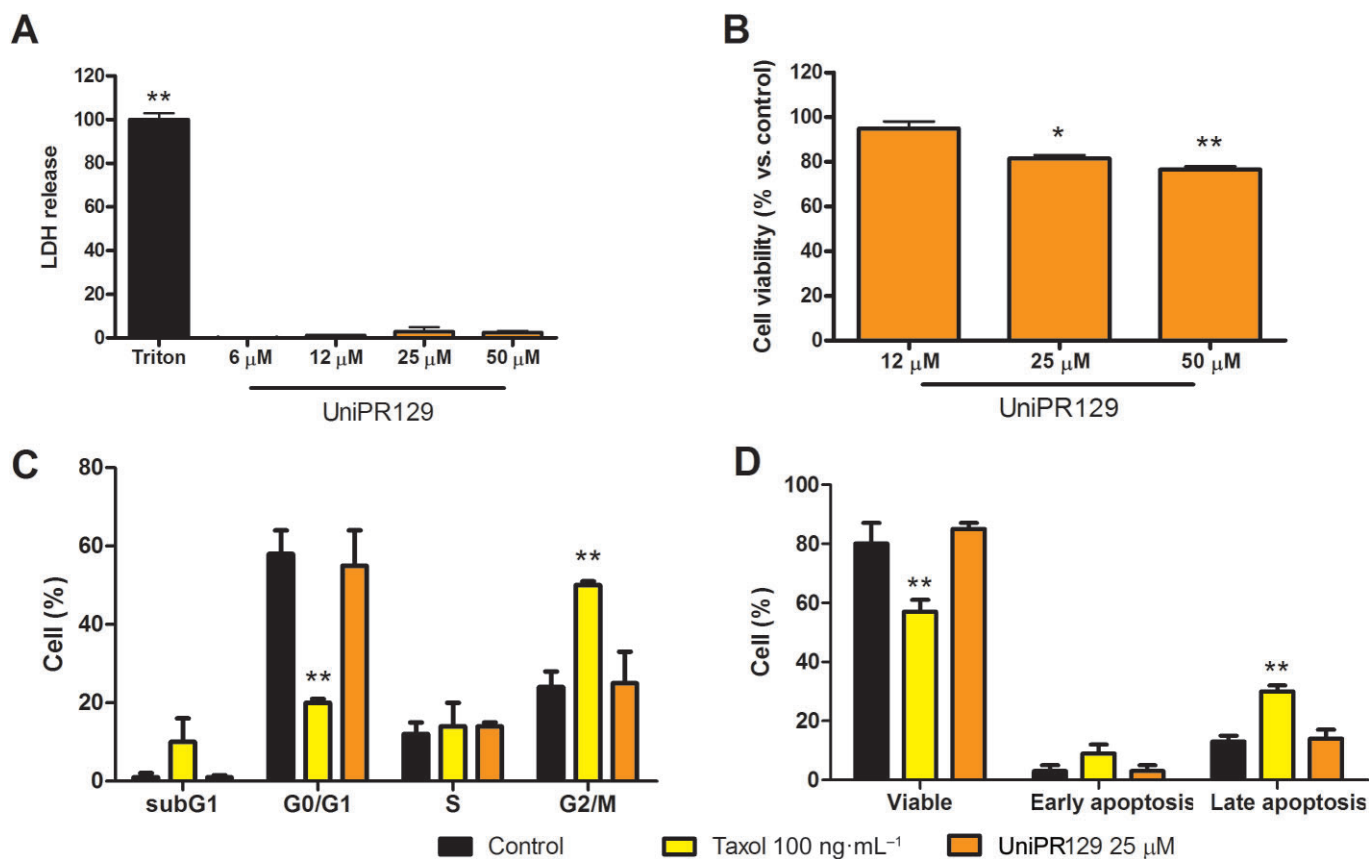 A
LDH release
120
100
80
60
40
20
0
**
Triton
6 μM
12 μM
25 μM
50 μM
UniPR129
B
Cell viability (% vs. control)
120
100
80
60
40
20
0
*
**
12 μM
25 μM
50 μM
UniPR129
C
Cell (%)
80
60
40
20
0
**
**
subG1
G0/G1
S
G2/M
D
Cell (%)
100
80
60
40
20
0
**
**
Viable
Early apoptosis
Late apoptosis
Control
Taxol 100 ng·mL⁻¹
UniPR129 25 μM